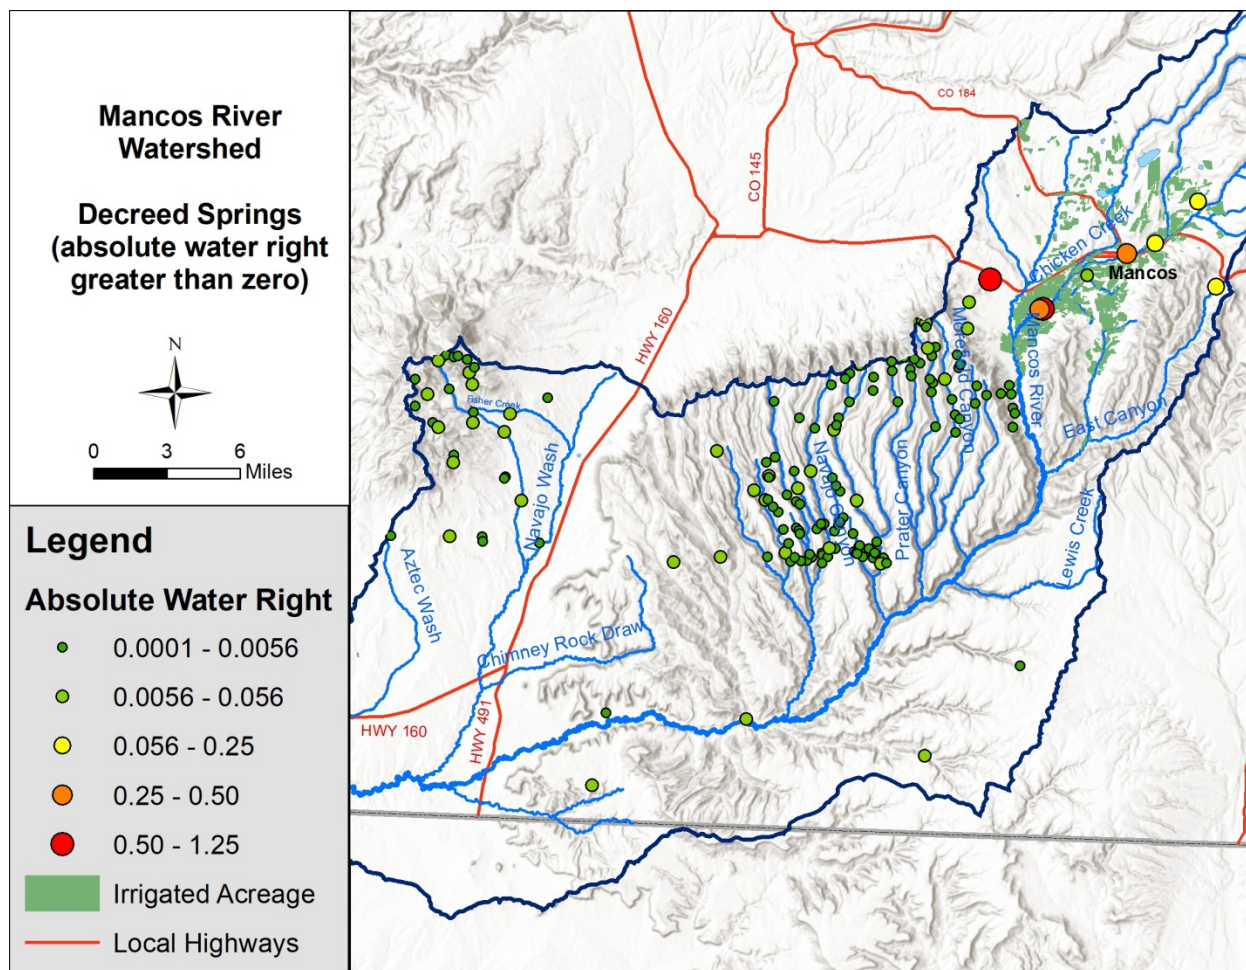 Mancos River
Watershed
Decreed Springs
(absolute water right
greater than zero)
N
0 3 6
Miles
Legend
Absolute Water Right
0.0001 - 0.0056
0.0056 - 0.056
0.056 - 0.25
0.25 - 0.50
0.50 - 1.25
Irrigated Acreage
Local Highways
CO 184
CO 145
HWY 160
Chicken Creek
Mancos
Mancos River
East Canyon
Fisher Creek
Navajo Wash
Navajo Canyon
Prater Canyon
Lewis Creek
Aztec Wash
Chimney Rock Draw
HWY 160
HWY 491